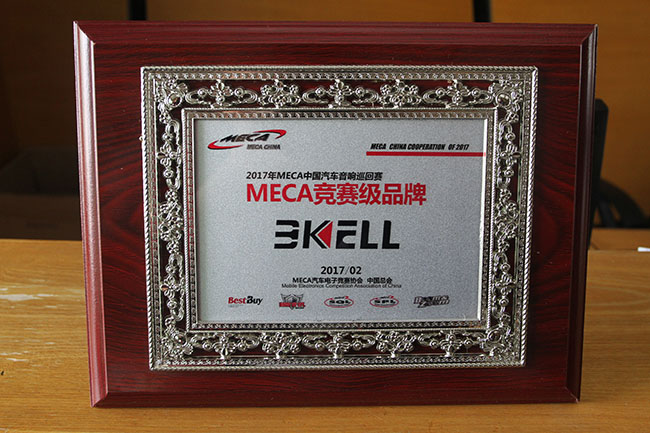 MECA
MECA CHINA
MECA CHINA COOPERATION OF 2017
2017年MECA中国汽车音响巡回赛
MECA竞赛级品牌
3KELL
2017/02
MECA汽车电子竞赛协会 中国总会
Mobile Electronics Competition Association of China
BestBuy
SQL
SPL